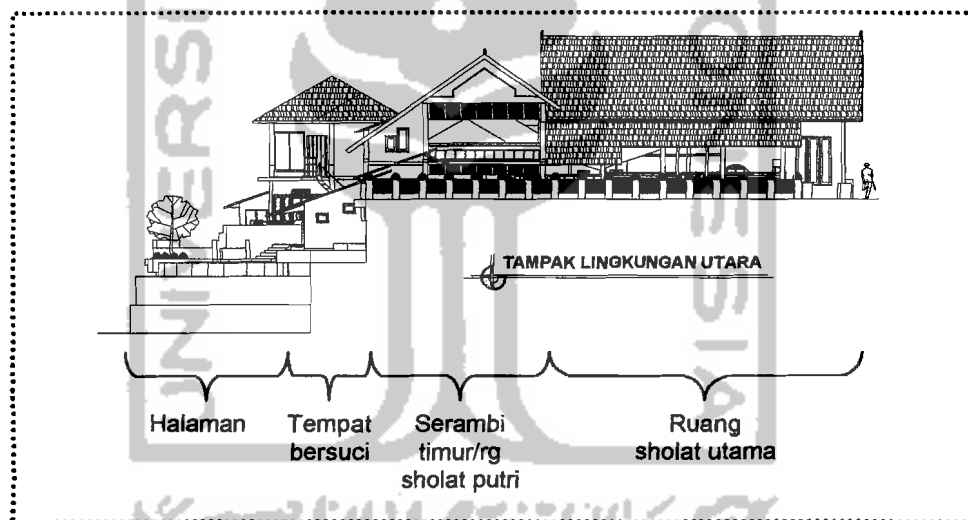 TAMPAK LINGKUNGAN UTARA
Halaman
Tempat
bersuci
Serambi
timur/rg
sholat putri
Ruang
sholat utama